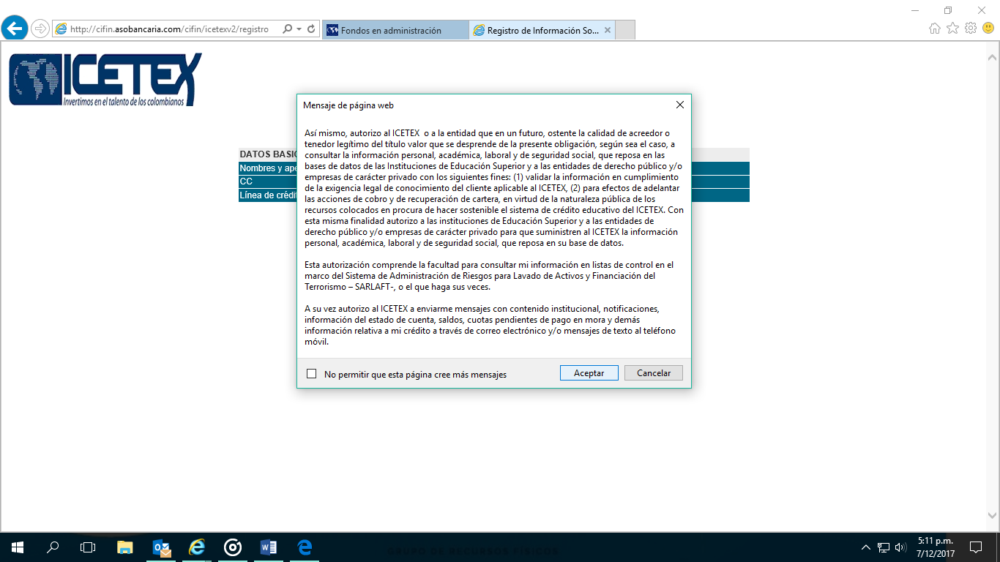 http://cifin.asobancaria.com/cifin/icetexv2/registro
Fondos en administración
Registro de Información So...
ICETEX
Invertimos en el talento de los colombianos
Mensaje de página web
Así mismo, autorizo al ICETEX o a la entidad que en un futuro, ostente la calidad de acreedor o
tenedor legítimo del título valor que se desprende de la presente obligación, según sea el caso, a
consultar la información personal, académica, laboral y de seguridad social, que reposa en las
bases de datos de las Instituciones de Educación Superior y a las entidades de derecho público y/o
empresas de carácter privado con los siguientes fines: (1) validar la información en cumplimiento
de la exigencia legal de conocimiento del cliente aplicable al ICETEX, (2) para efectos de adelantar
las acciones de cobro y de recuperación de cartera, en virtud de la naturaleza pública de los
recursos colocados en procura de hacer sostenible el sistema de crédito educativo del ICETEX. Con
esta misma finalidad autorizo a las instituciones de Educación Superior y a las entidades de
derecho público y/o empresas de carácter privado para que suministren al ICETEX la información
personal, académica, laboral y de seguridad social, que reposa en su base de datos.
Esta autorización comprende la facultad para consultar mi información en listas de control en el
marco del Sistema de Administración de Riesgos para Lavado de Activos y Financiación del
Terrorismo – SARLAFT-, o el que haga sus veces.
A su vez autorizo al ICETEX a enviarme mensajes con contenido institucional, notificaciones,
información del estado de cuenta, saldos, cuotas pendientes de pago en mora y demás
información relativa a mi crédito a través de correo electrónico y/o mensajes de texto al teléfono
móvil.
No permitir que esta página cree más mensajes
Aceptar
Cancelar
DATOS BASIC
Nombres y ape
CC
Línea de crédit
GRUPO DE RECURSOS FISICOS
5:11 p.m.
7/12/2017